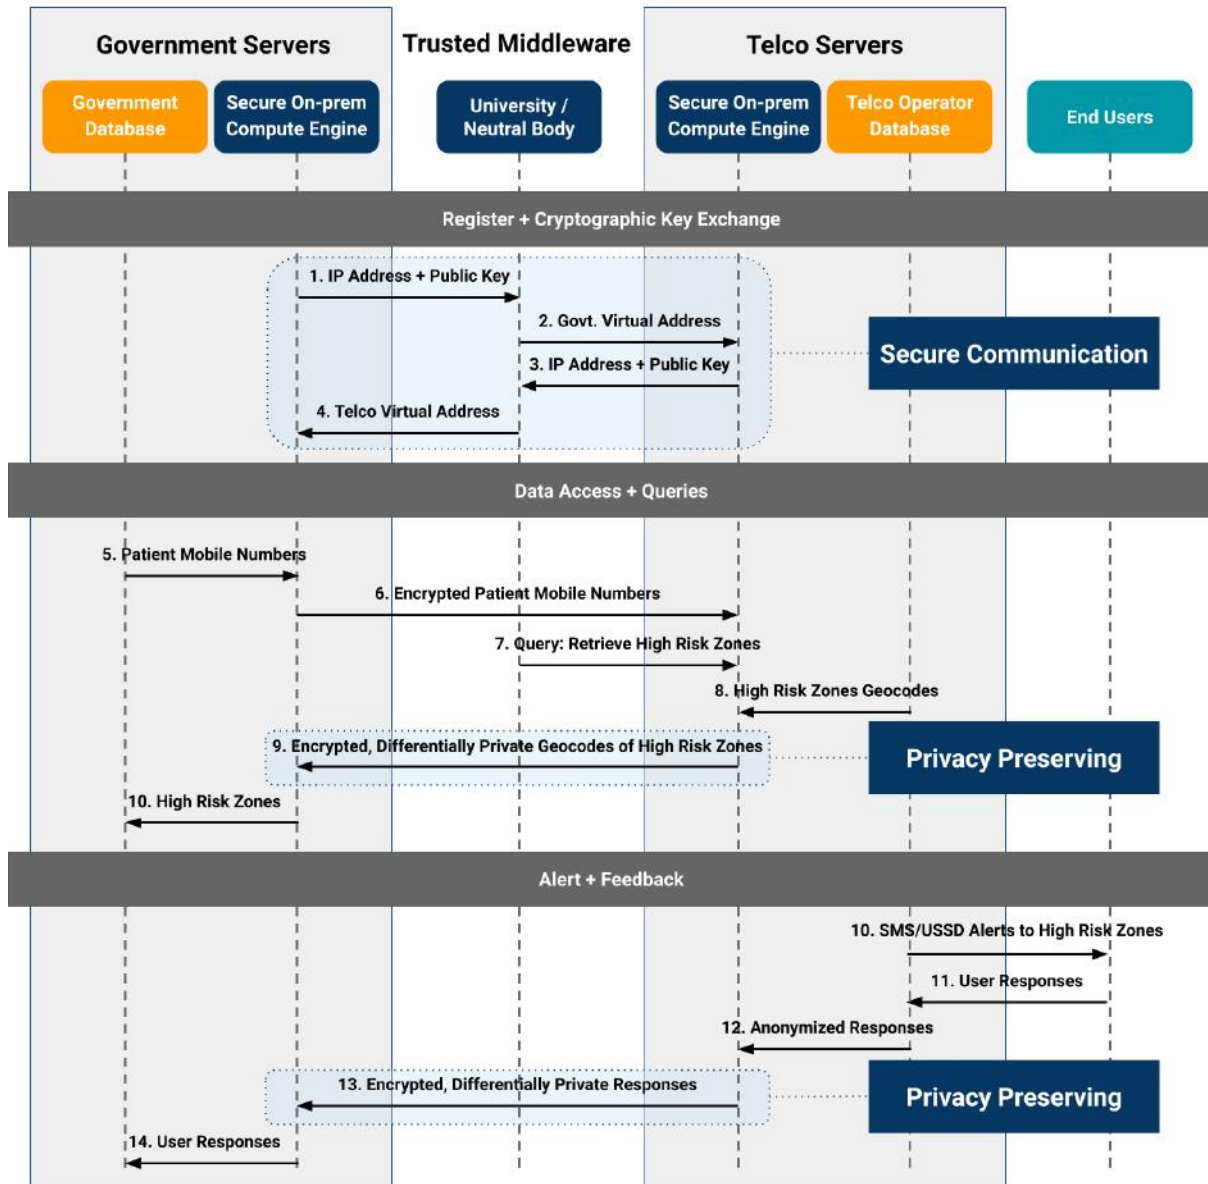 Government Servers
Trusted Middleware
Telco Servers
Government
Database
Secure On-prem
Compute Engine
University /
Neutral Body
Secure On-prem
Compute Engine
Telco Operator
Database
End Users
Register + Cryptographic Key Exchange
1. IP Address + Public Key
2. Govt. Virtual Address
3. IP Address + Public Key
4. Telco Virtual Address
Secure Communication
Data Access + Queries
5. Patient Mobile Numbers
6. Encrypted Patient Mobile Numbers
7. Query: Retrieve High Risk Zones
8. High Risk Zones Geocodes
9. Encrypted, Differentially Private Geocodes of High Risk Zones
Privacy Preserving
10. High Risk Zones
Alert + Feedback
10. SMS/USSD Alerts to High Risk Zones
11. User Responses
12. Anonymized Responses
13. Encrypted, Differentially Private Responses
Privacy Preserving
14. User Responses